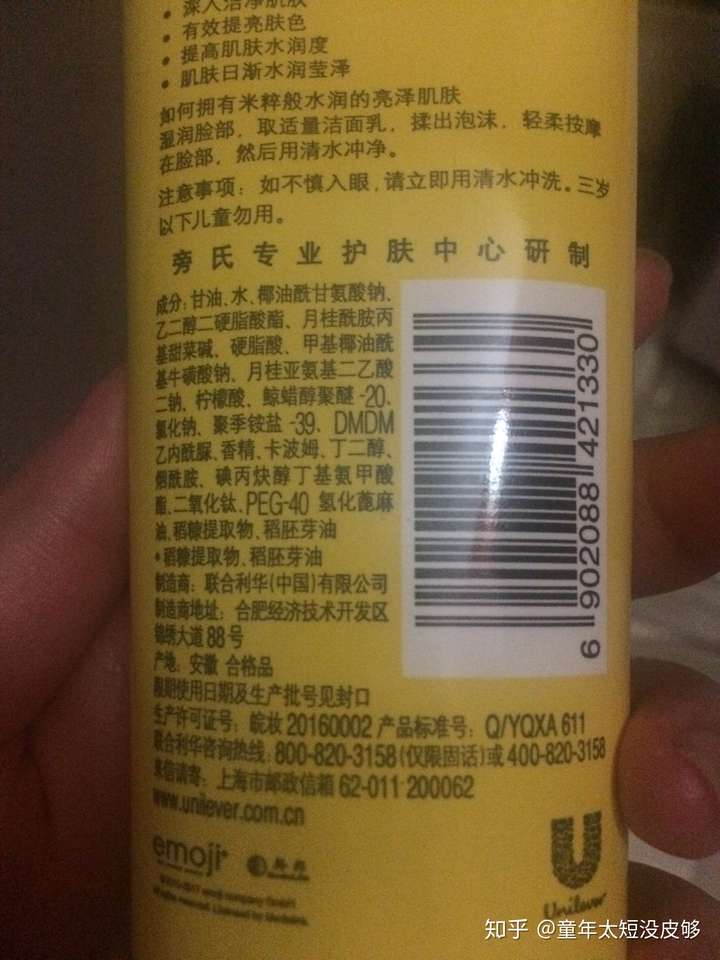 深入洁净肌肤
• 有效提亮肤色
• 提高肌肤水润度
• 肌肤日渐水润莹泽
如何拥有米粹般水润的亮泽肌肤
湿润脸部，取适量洁面乳，揉出泡沫，轻柔按摩
在脸部，然后用清水冲净。
注意事项：如不慎入眼,请立即用清水冲洗。三岁
以下儿童勿用。
旁氏专业护肤中心研制
成分:甘油、水、椰油酰甘氨酸钠、
乙二醇二硬脂酸酯、月桂酰胺丙
基甜菜碱、硬脂酸、甲基椰油酰
基牛磺酸钠、月桂亚氨基二乙酸
二钠、柠檬酸、鲸蜡醇聚醚-20、
氯化钠、聚季铵盐-39、DMDM
乙内酰脲、香精、卡波姆、丁二醇、
烟酰胺、碘丙炔醇丁基氨甲酸
酯、二氧化钛、PEG-40 氢化蓖麻
油、稻糠提取物、稻胚芽油
*稻糠提取物、稻胚芽油
制造商：联合利华(中国)有限公司
制造商地址：合肥经济技术开发区
锦绣大道88号
产地：安徽 合格品
限期使用日期及生产批号见封口
生产许可证号：皖妆20160002 产品标准号：Q/YQXA 611
联合利华咨询热线：800-820-3158(仅限固话)或400-820-3158
来信请寄：上海市邮政信箱 62-011 200062
www.unilever.com.cn
6 902088 421330
emoji
Unilever
知乎 @童年太短没皮够